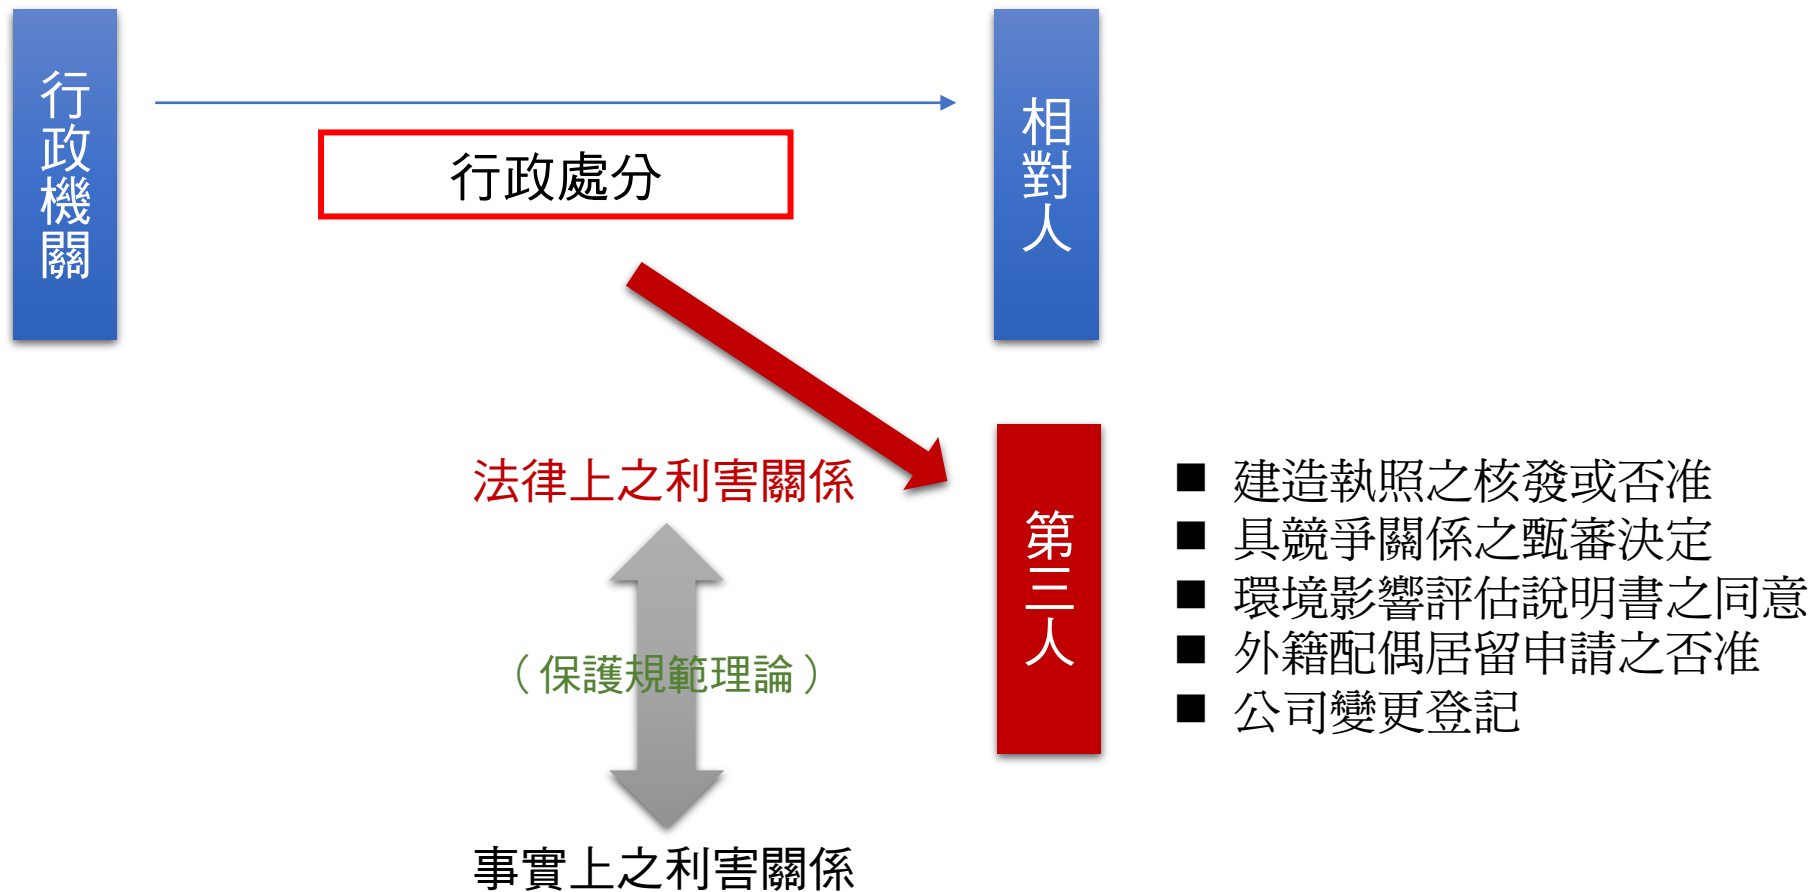 行政機關
行政處分
相對人
法律上之利害關係
（保護規範理論）
事實上之利害關係
第三人
■ 建造執照之核發或否准
■ 具競爭關係之甄審決定
■ 環境影響評估說明書之同意
■ 外籍配偶居留申請之否准
■ 公司變更登記